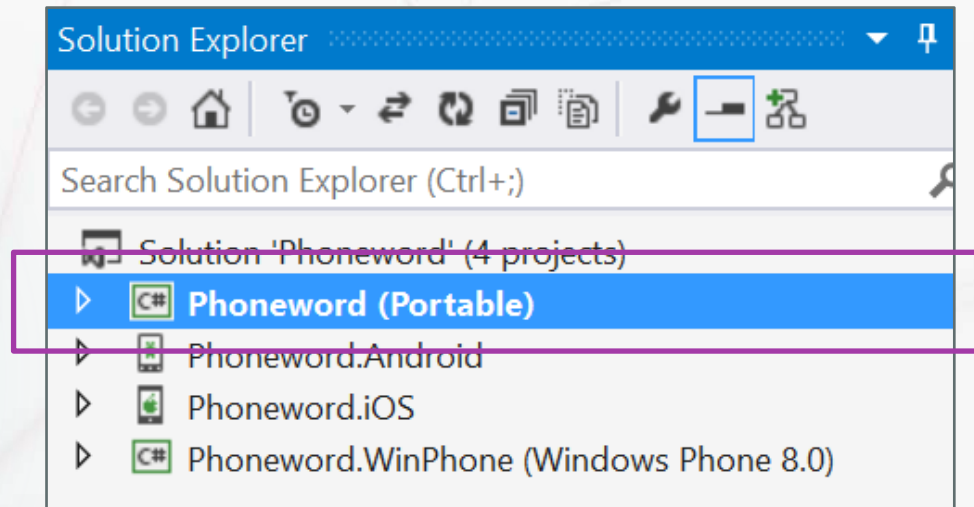 Solution Explorer
Search Solution Explorer (Ctrl+;)
Solution 'Phoneword' (4 projects)
C# Phoneword (Portable)
Phoneword.Android
Phoneword.iOS
C# Phoneword.WinPhone (Windows Phone 8.0)